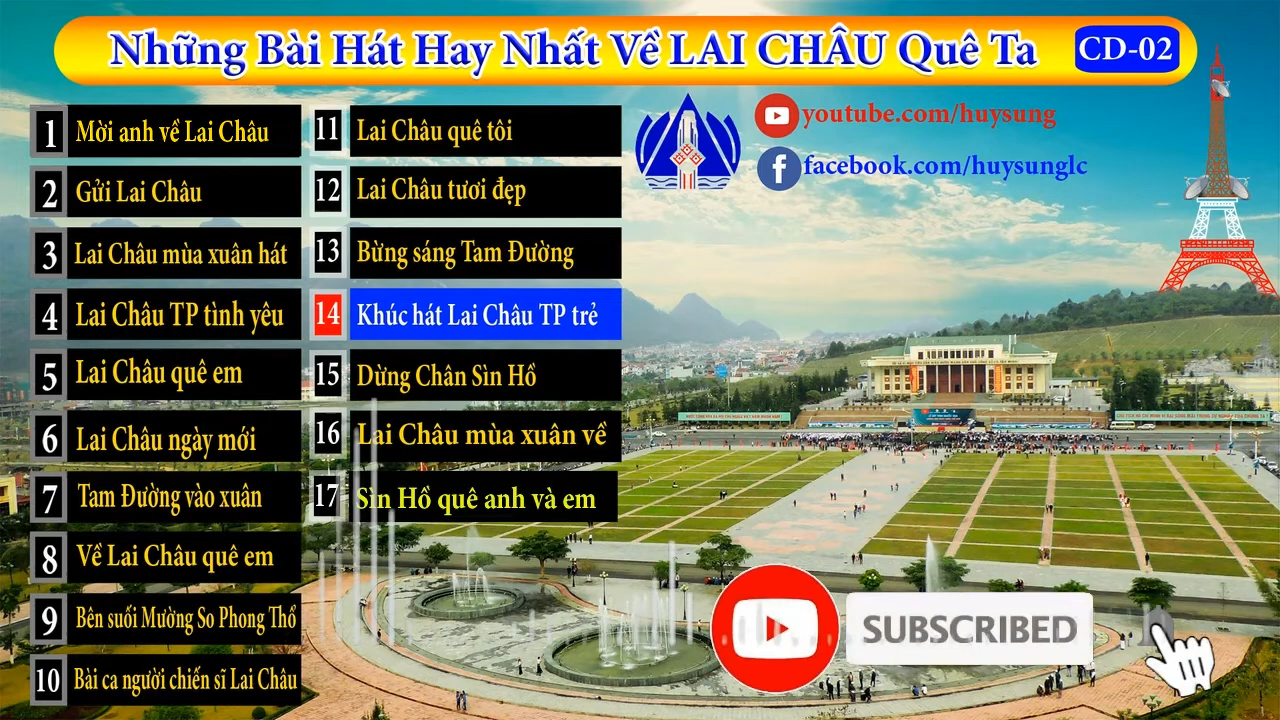 Những Bài Hát Hay Nhất Về LAI CHÂU Quê Ta
CD-02
1 Mời anh về Lai Châu
2 Gửi Lai Châu
3 Lai Châu mùa xuân hát
4 Lai Châu TP tình yêu
5 Lai Châu quê em
6 Lai Châu ngày mới
7 Tam Đường vào xuân
8 Về Lai Châu quê em
9 Bên suối Mường So Phong Thổ
10 Bài ca người chiến sĩ Lai Châu
11 Lai Châu quê tôi
12 Lai Châu tươi đẹp
13 Bừng sáng Tam Đường
14 Khúc hát Lai Châu TP trẻ
15 Dừng Chân Sìn Hồ
16 Lai Châu mùa xuân về
17 Sìn Hồ quê anh và em
youtube.com/huysung
facebook.com/huysunglc
SUBSCRIBED